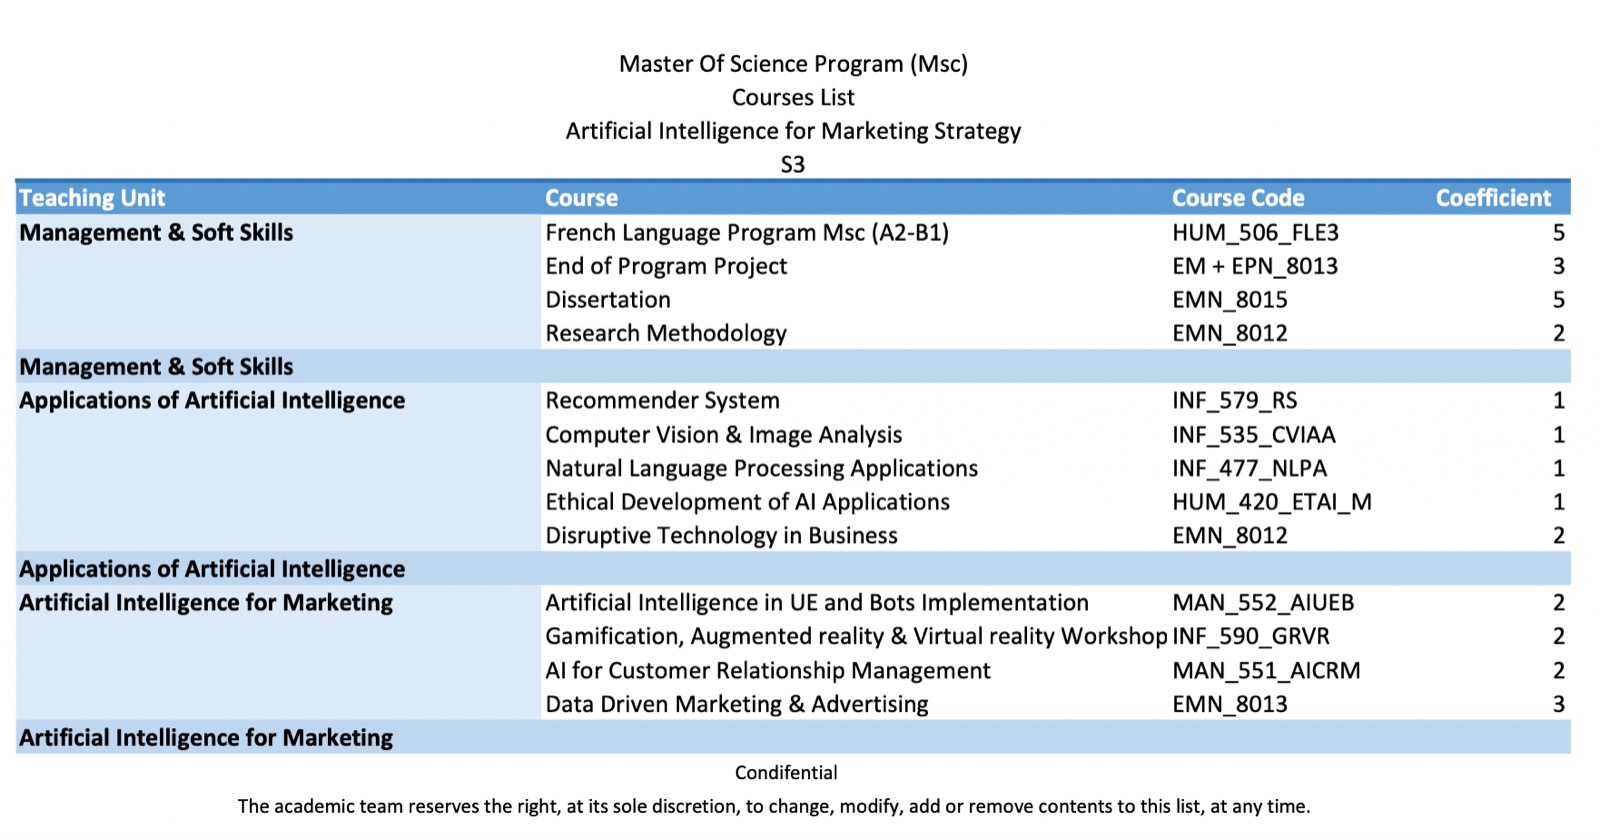 Master Of Science Program (Msc)
Courses List
Artificial Intelligence for Marketing Strategy
S3
Teaching Unit Course Course Code Coefficient
Management & Soft Skills French Language Program Msc (A2-B1) HUM_506_FLE3 5
End of Program Project EM + EPN_8013 3
Dissertation EMN_8015 5
Research Methodology EMN_8012 2
Management & Soft Skills
Applications of Artificial Intelligence Recommender System INF_579_RS 1
Computer Vision & Image Analysis INF_535_CVIAA 1
Natural Language Processing Applications INF_477_NLPA 1
Ethical Development of AI Applications HUM_420_ETAI_M 1
Disruptive Technology in Business EMN_8012 2
Applications of Artificial Intelligence
Artificial Intelligence for Marketing Artificial Intelligence in UE and Bots Implementation MAN_552_AIUEB 2
Gamification, Augmented reality & Virtual reality Workshop INF_590_GRVR 2
AI for Customer Relationship Management MAN_551_AICRM 2
Data Driven Marketing & Advertising EMN_8013 3
Artificial Intelligence for Marketing
Condifential
The academic team reserves the right, at its sole discretion, to change, modify, add or remove contents to this list, at any time.